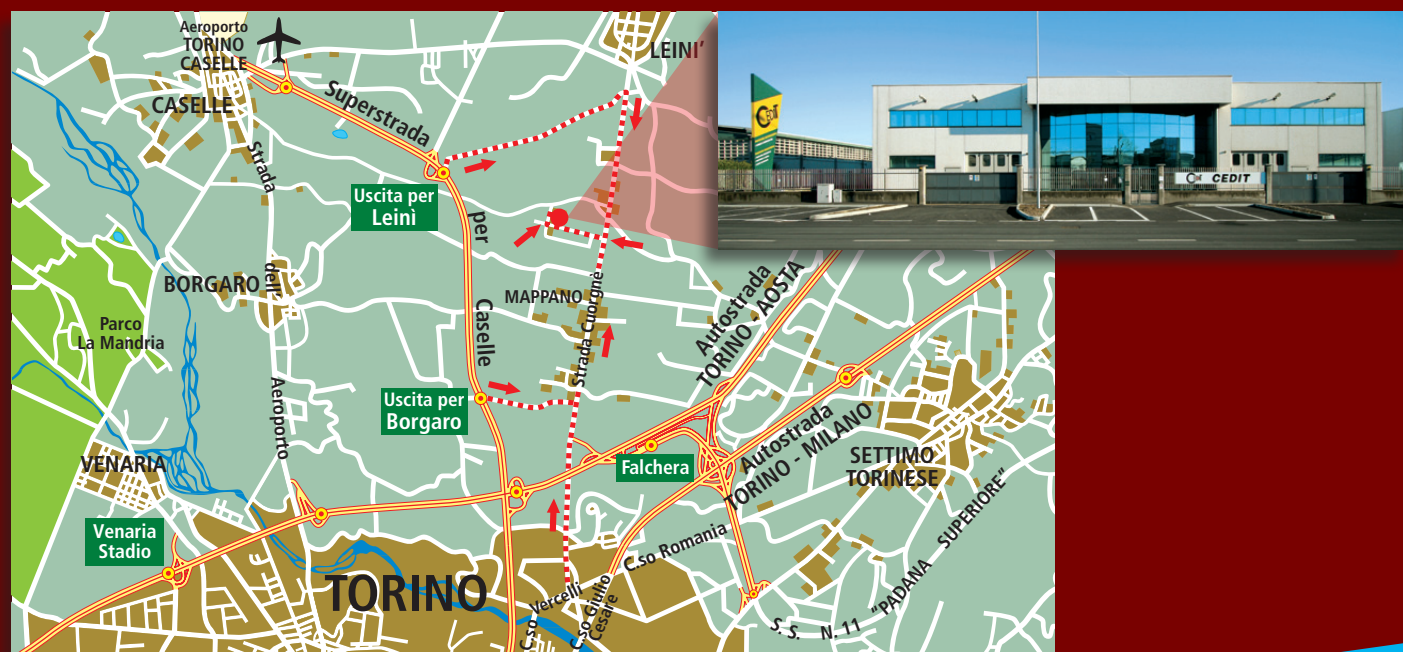 Aeroporto
TORINO
CASELLE
LEINI'
CASELLE
Superstrada
per
Caselle
Strada
dell'
Aeroporto
Uscita per
Leinì
CEDIT
CEDIT
BORGARO
MAPPANO
Strada Cuorgnè
Autostrada
TORINO - AOSTA
Parco
La Mandria
Uscita per
Borgaro
Autostrada
TORINO - MILANO
VENARIA
Falchera
SETTIMO
TORINESE
Venaria
Stadio
TORINO
C.so Vercelli
C.so Giulio
Cesare
C.so Romania
S.S. N. 11 "PADANA SUPERIORE"